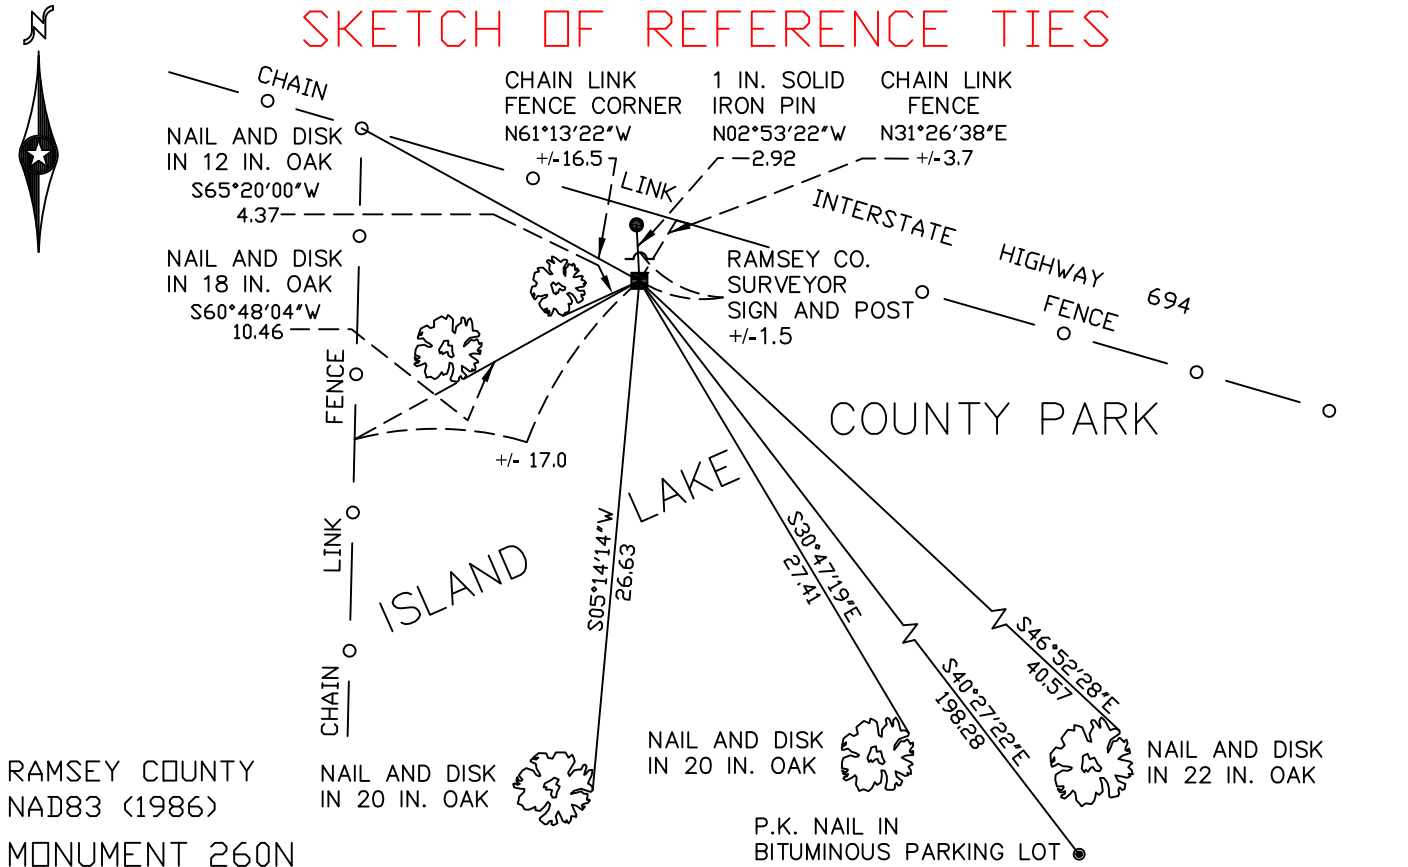 N
SKETCH OF REFERENCE TIES
CHAIN
CHAIN LINK
FENCE CORNER
N61°13'22"W
+/-16.5
1 IN. SOLID
IRON PIN
N02°53'22"W
2.92
CHAIN LINK
FENCE
N31°26'38"E
+/-3.7
NAIL AND DISK
IN 12 IN. OAK
S65°20'00"W
4.37
LINK
INTERSTATE
HIGHWAY
694
NAIL AND DISK
IN 18 IN. OAK
S60°48'04"W
10.46
RAMSEY CO.
SURVEYOR
SIGN AND POST
+/-1.5
FENCE
FENCE
COUNTY PARK
+/- 17.0
LAKE
ISLAND
LINK
CHAIN
S05°14'14"W
26.63
S30°47'19"E
27.41
S46°52'28"E
40.57
S40°27'22"E
198.28
NAIL AND DISK
IN 20 IN. OAK
NAIL AND DISK
IN 20 IN. OAK
NAIL AND DISK
IN 22 IN. OAK
P.K. NAIL IN
BITUMINOUS PARKING LOT
RAMSEY COUNTY
NAD83 (1986)
MONUMENT 260N